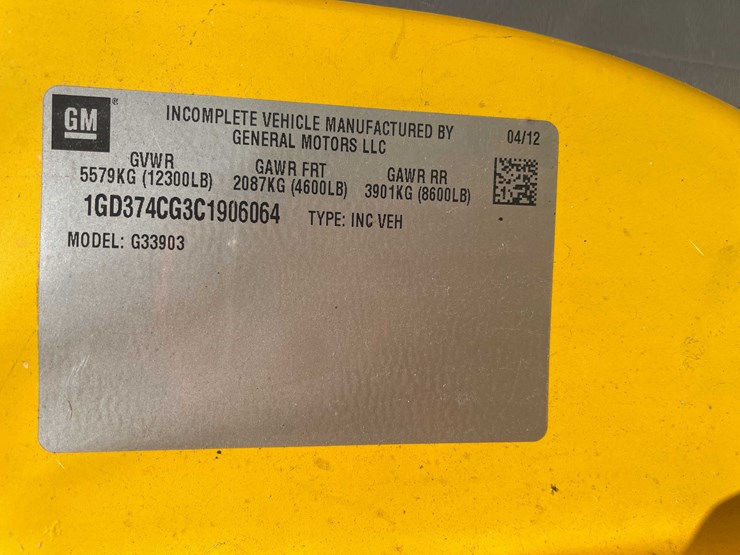 GM®
INCOMPLETE VEHICLE MANUFACTURED BY
GENERAL MOTORS LLC
04/12
GVWR
5579KG (12300LB)
GAWR FRT
2087KG (4600LB)
GAWR RR
3901KG (8600LB)
1GD374CG3C1906064
TYPE: INC VEH
MODEL: G33903